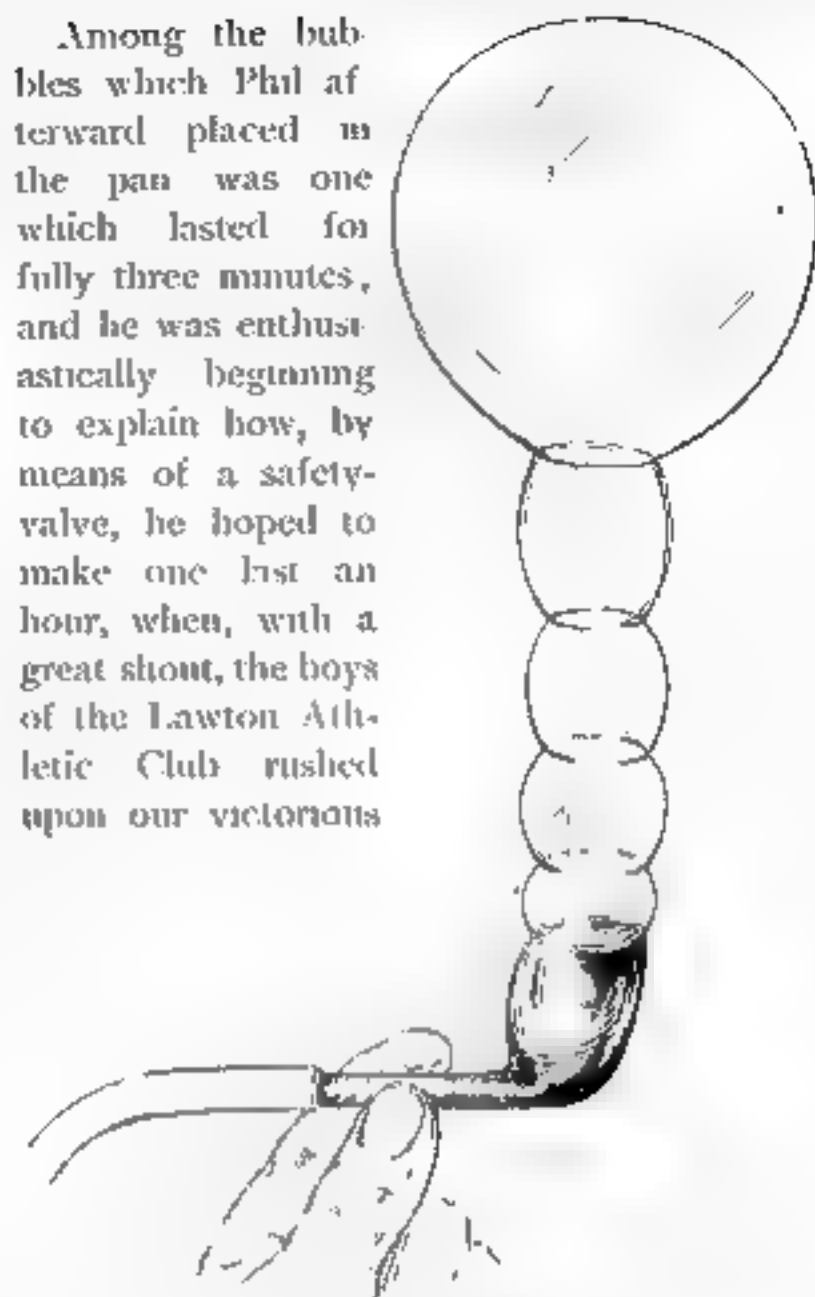 Among the bub-
bles which Phil af
terward placed in
the pan was one
which lasted for
fully three minutes,
and he was enthusi-
astically beginning
to explain how, by
means of a safety-
valve, he hoped to
make one last an
hour, when, with a
great shout, the boys
of the Lawton Ath-
letic Club rushed
upon our victorious